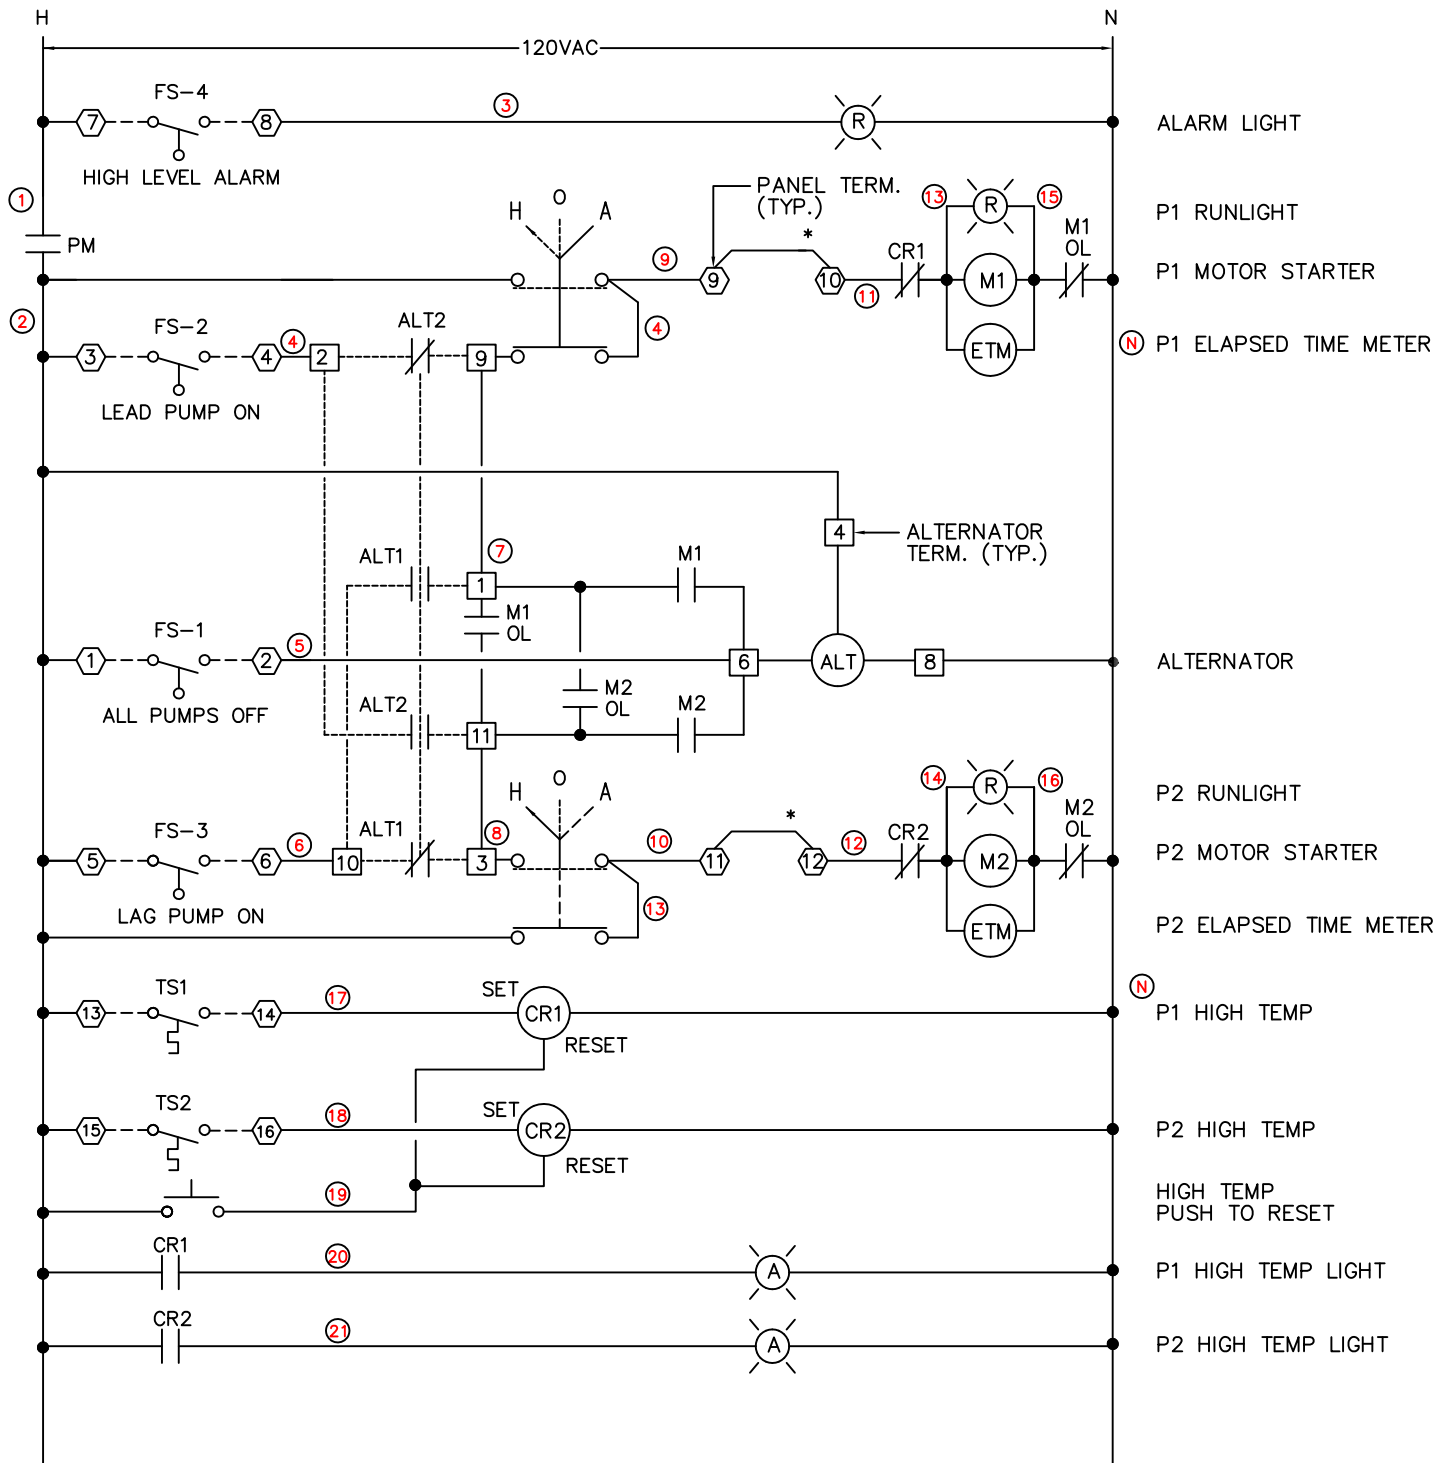 H
N
120VAC
FS-4
3
7
8
R
ALARM LIGHT
HIGH LEVEL ALARM
1
PM
H
O
A
PANEL TERM.
(TYP.)
*
13
R
15
P1 RUNLIGHT
M1
OL
9
9
10
11
CR1
M1
P1 MOTOR STARTER
2
FS-2
4
ALT2
4
3
4
2
9
ETM
N
P1 ELAPSED TIME METER
LEAD PUMP ON
4
ALTERNATOR
TERM. (TYP.)
ALT1
7
M1
1
M1
OL
FS-1
5
1
2
6
ALT
8
ALTERNATOR
ALL PUMPS OFF
ALT2
M2
OL
M2
11
H
O
A
14
R
16
P2 RUNLIGHT
*
M2
OL
FS-3
6
ALT1
8
10
12
CR2
5
6
10
3
11
12
M2
P2 MOTOR STARTER
LAG PUMP ON
13
ETM
P2 ELAPSED TIME METER
TS1
17
SET
N
13
14
CR1
P1 HIGH TEMP
RESET
TS2
18
SET
15
16
CR2
P2 HIGH TEMP
RESET
19
HIGH TEMP
PUSH TO RESET
CR1
20
A
P1 HIGH TEMP LIGHT
CR2
21
A
P2 HIGH TEMP LIGHT